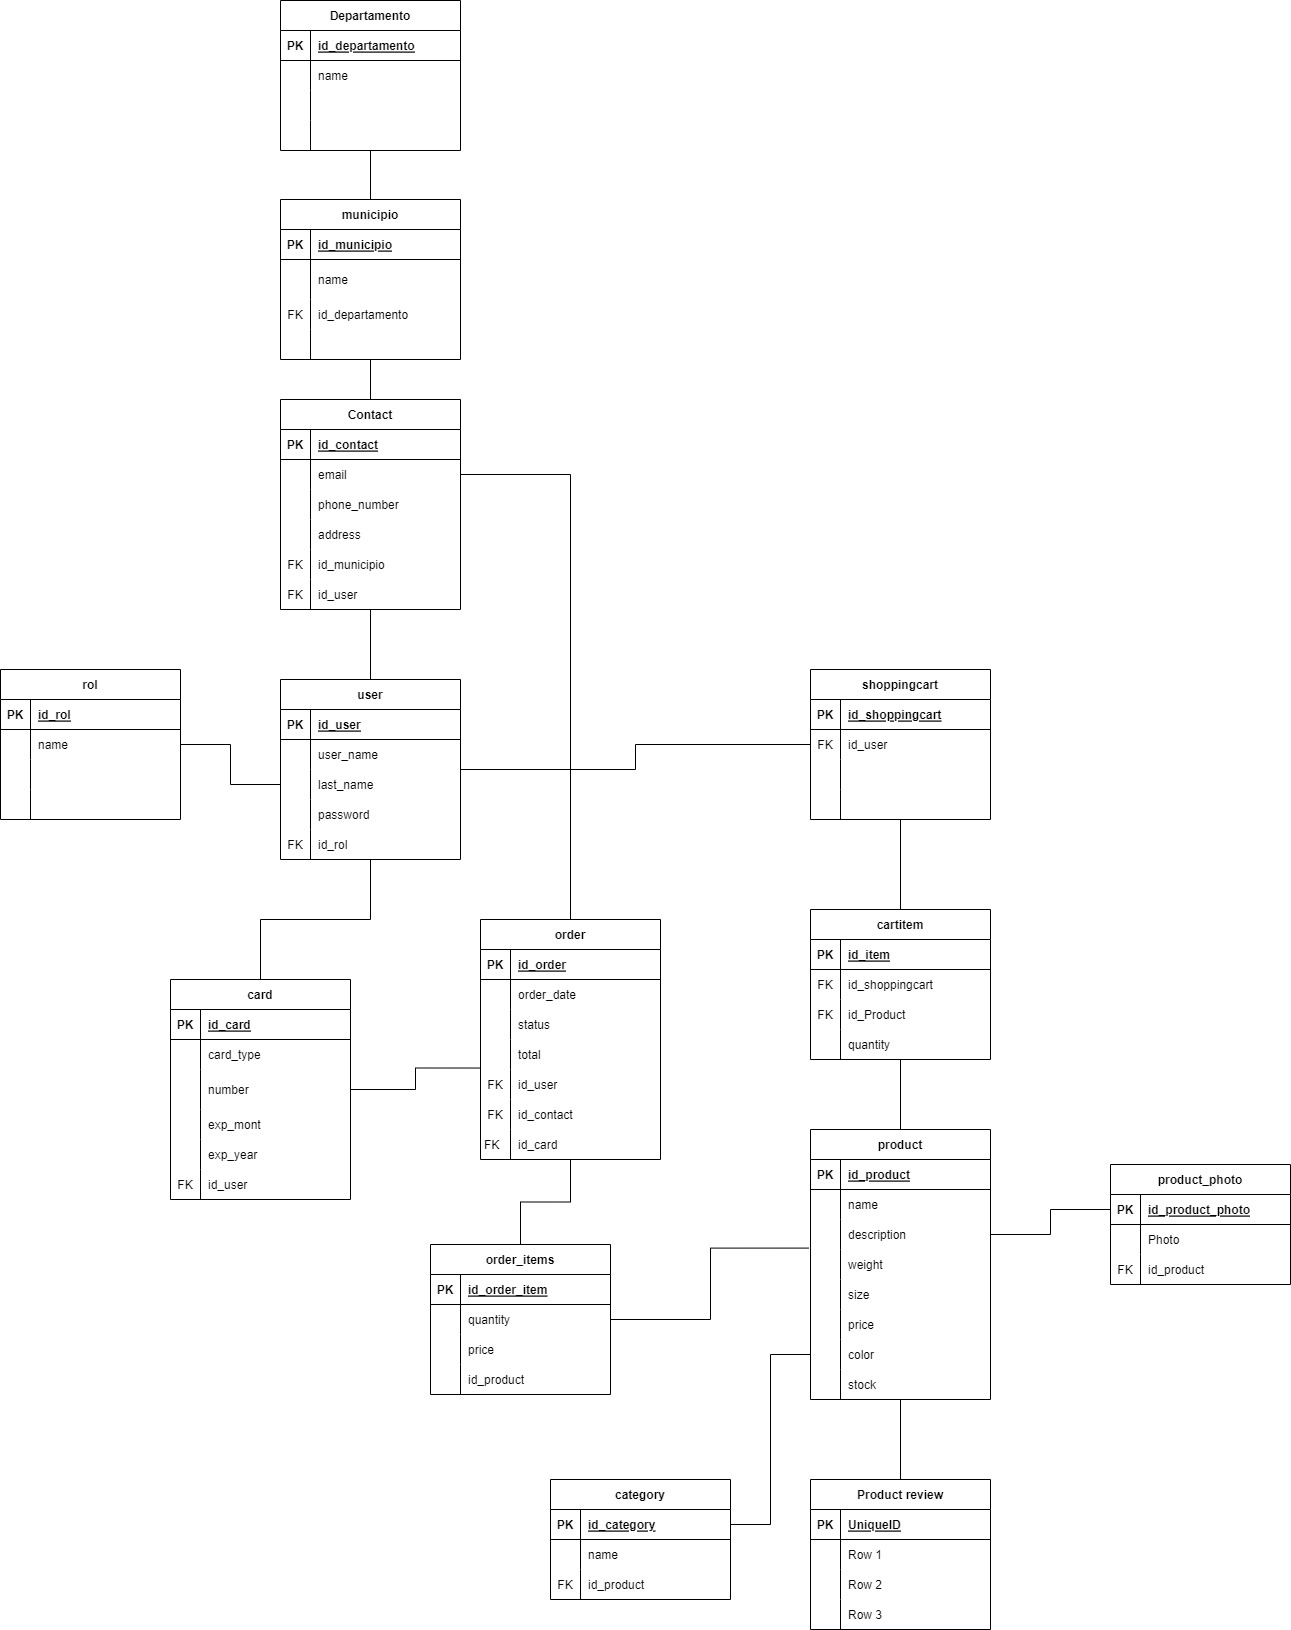 Departamento
PK id_departamento
name
municipio
PK id_municipio
name
FK id_departamento
Contact
PK id_contact
email
phone_number
address
FK id_municipio
FK id_user
rol
PK id_rol
name
user
PK id_user
user_name
last_name
password
FK id_rol
shoppingcart
PK id_shoppingcart
FK id_user
card
PK id_card
card_type
number
exp_mont
exp_year
FK id_user
order
PK id_order
order_date
status
total
FK id_user
FK id_contact
FK id_card
cartitem
PK id_item
FK id_shoppingcart
FK id_Product
quantity
product
PK id_product
name
description
weight
size
price
color
stock
product_photo
PK id_product_photo
Photo
FK id_product
order_items
PK id_order_item
quantity
price
id_product
category
PK id_category
name
FK id_product
Product review
PK UniqueID
Row 1
Row 2
Row 3